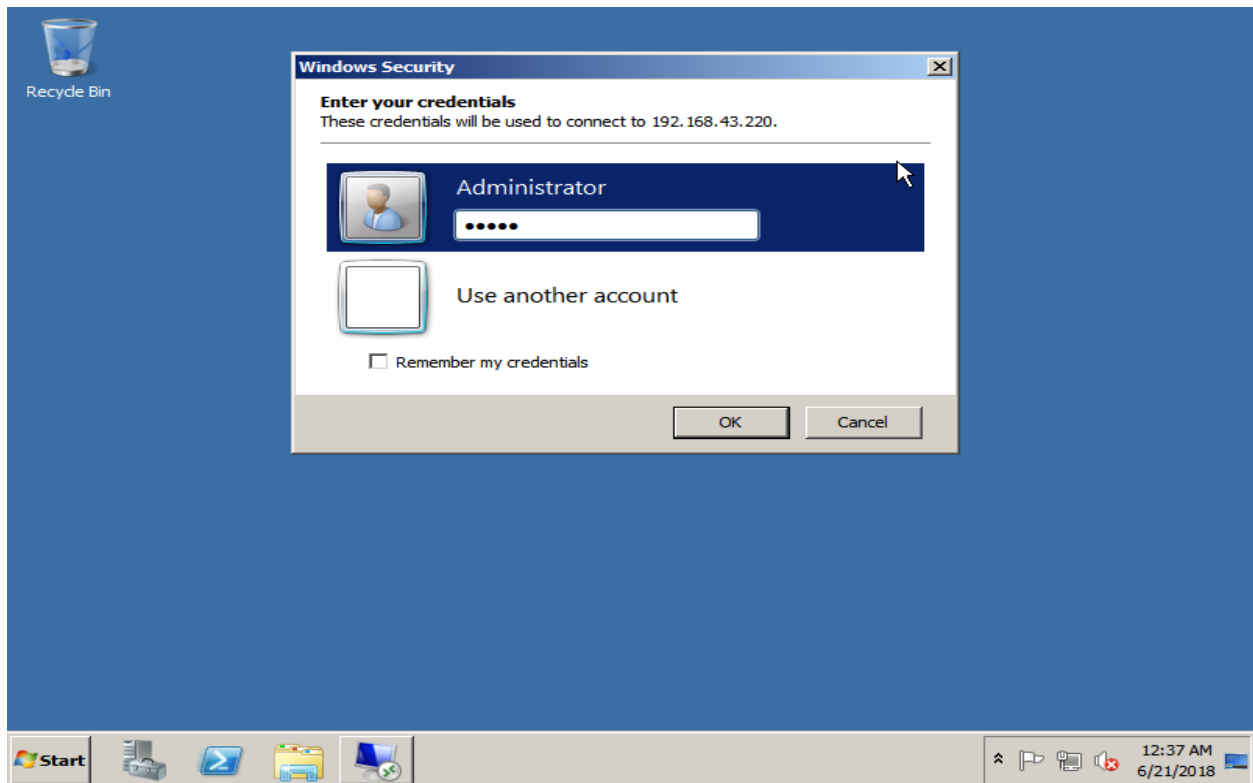 Recycle Bin
Windows Security
Enter your credentials
These credentials will be used to connect to 192.168.43.220.
Administrator
•••••
Use another account
Remember my credentials
OK
Cancel
Start
12:37 AM
6/21/2018